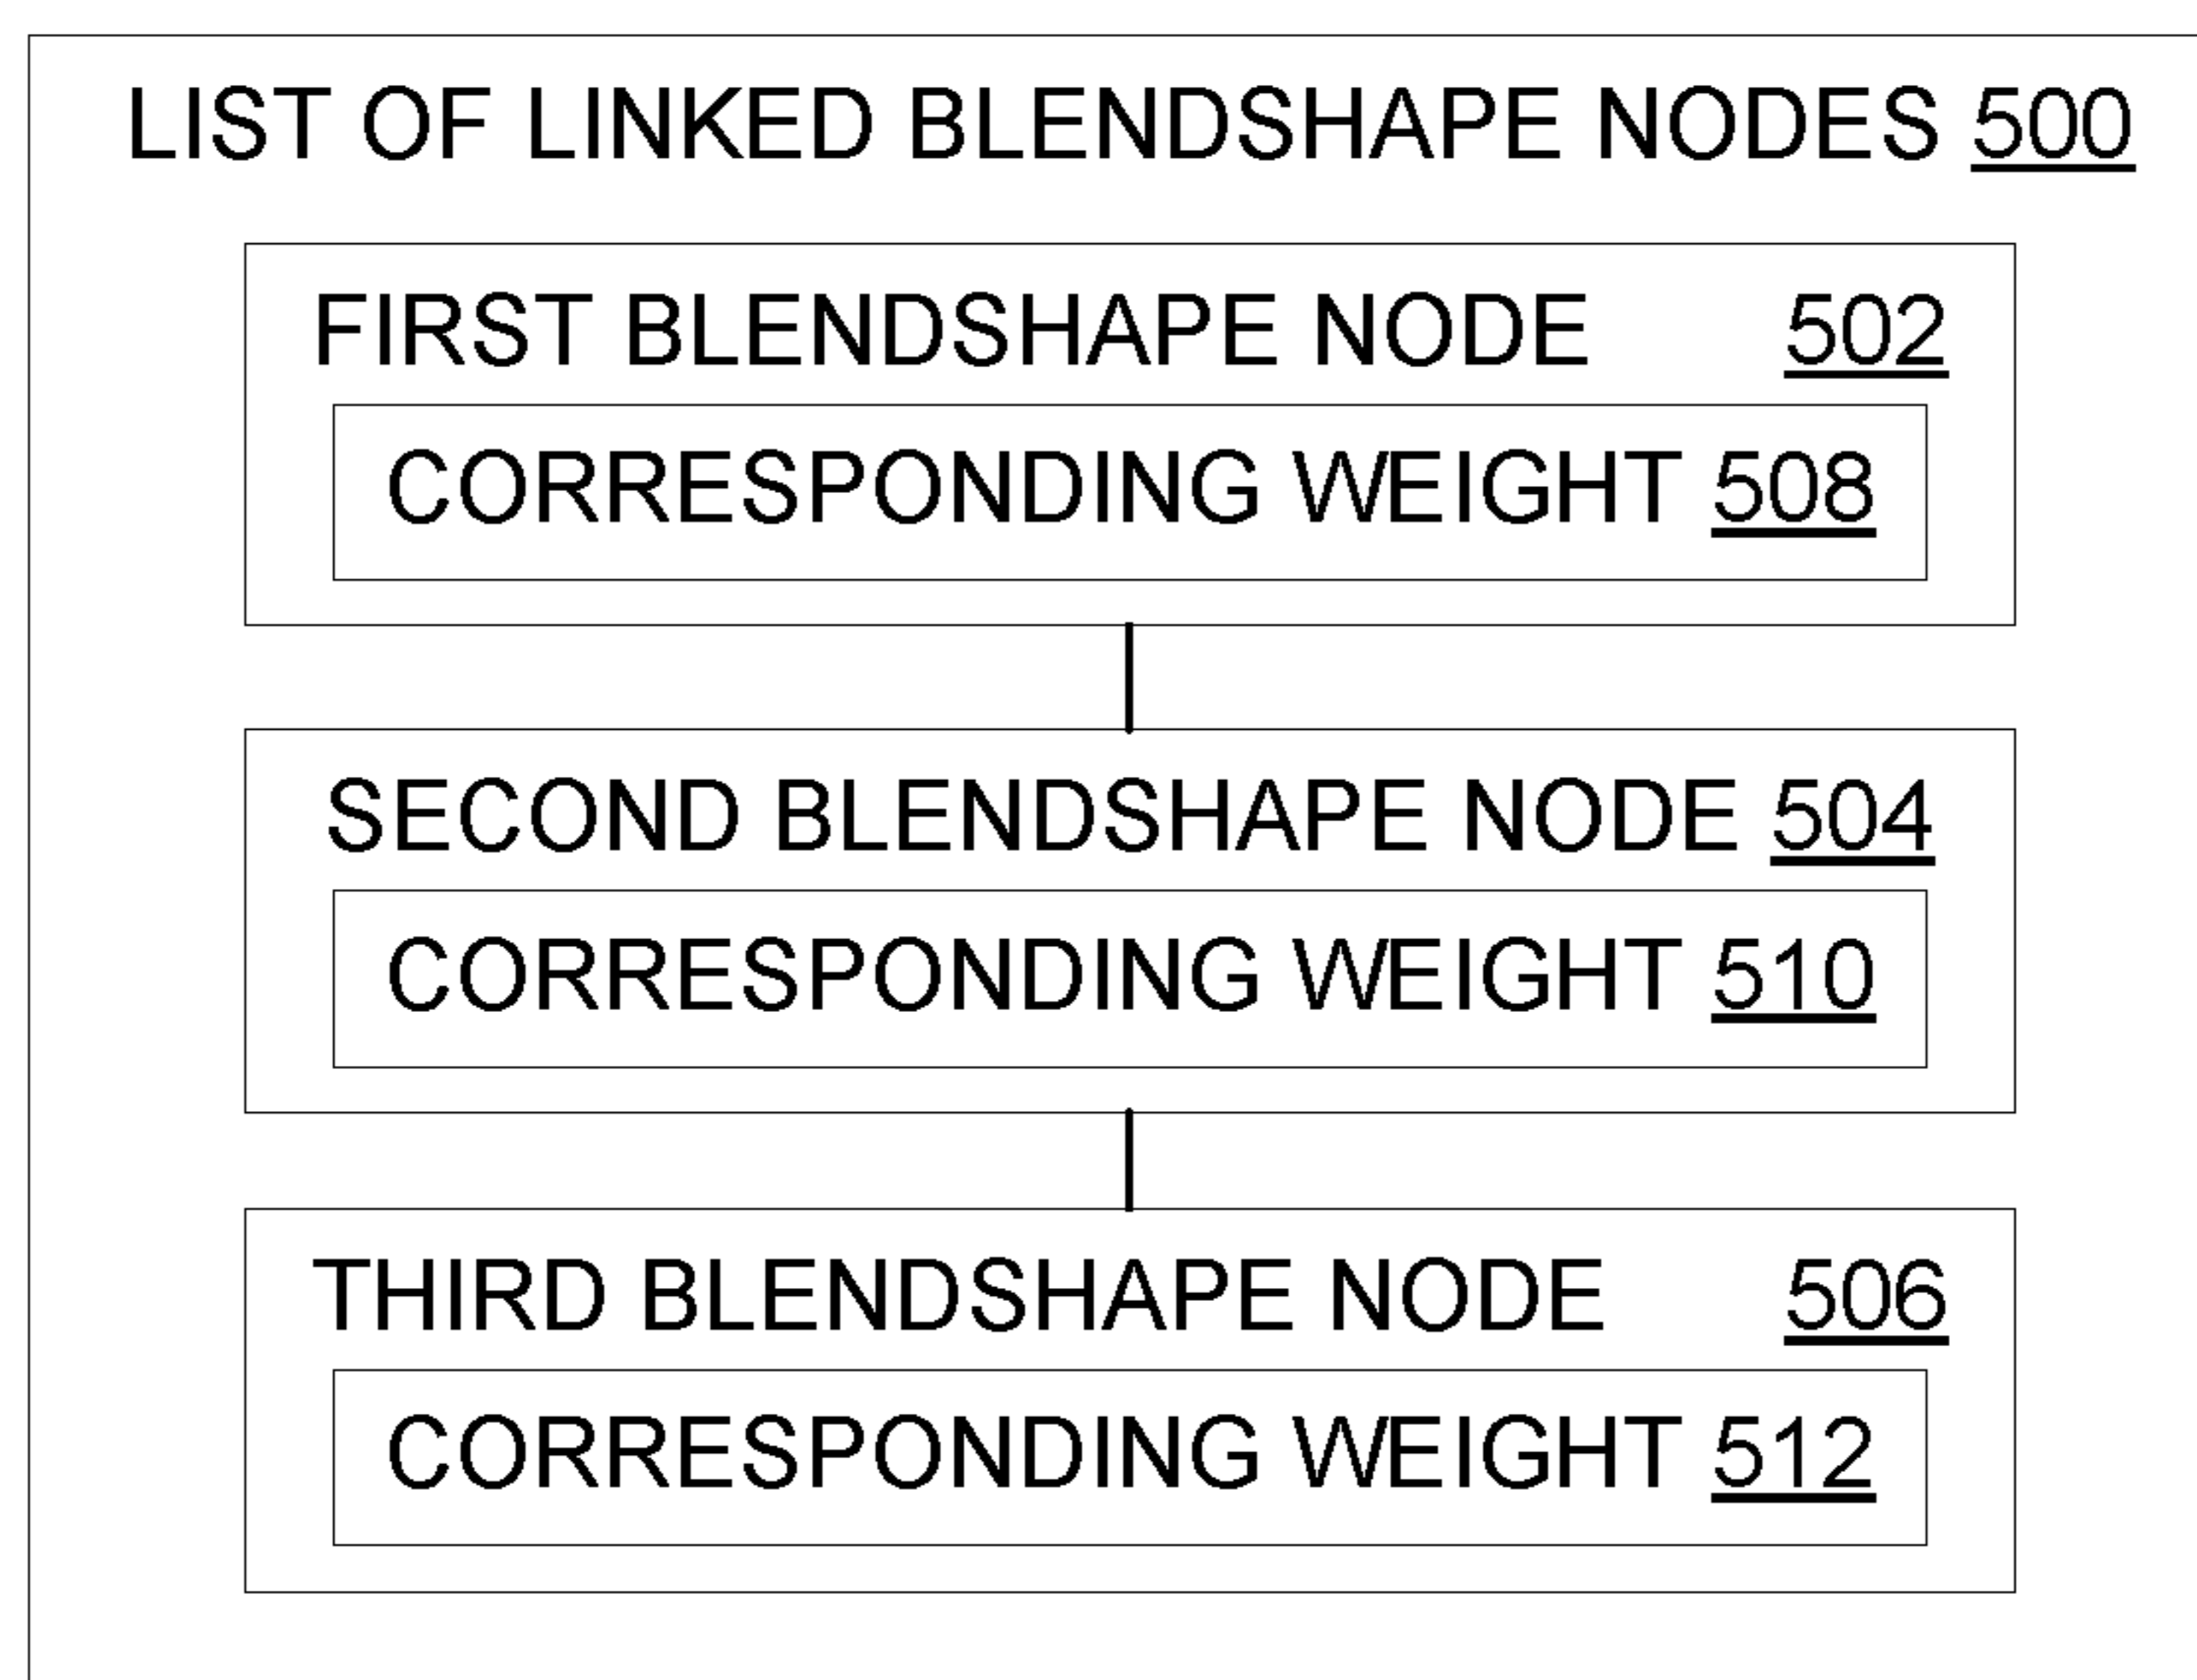 LIST OF LINKED BLENDSHAPE NODES 500
FIRST BLENDSHAPE NODE 502
CORRESPONDING WEIGHT 508
SECOND BLENDSHAPE NODE 504
CORRESPONDING WEIGHT 510
THIRD BLENDSHAPE NODE 506
CORRESPONDING WEIGHT 512